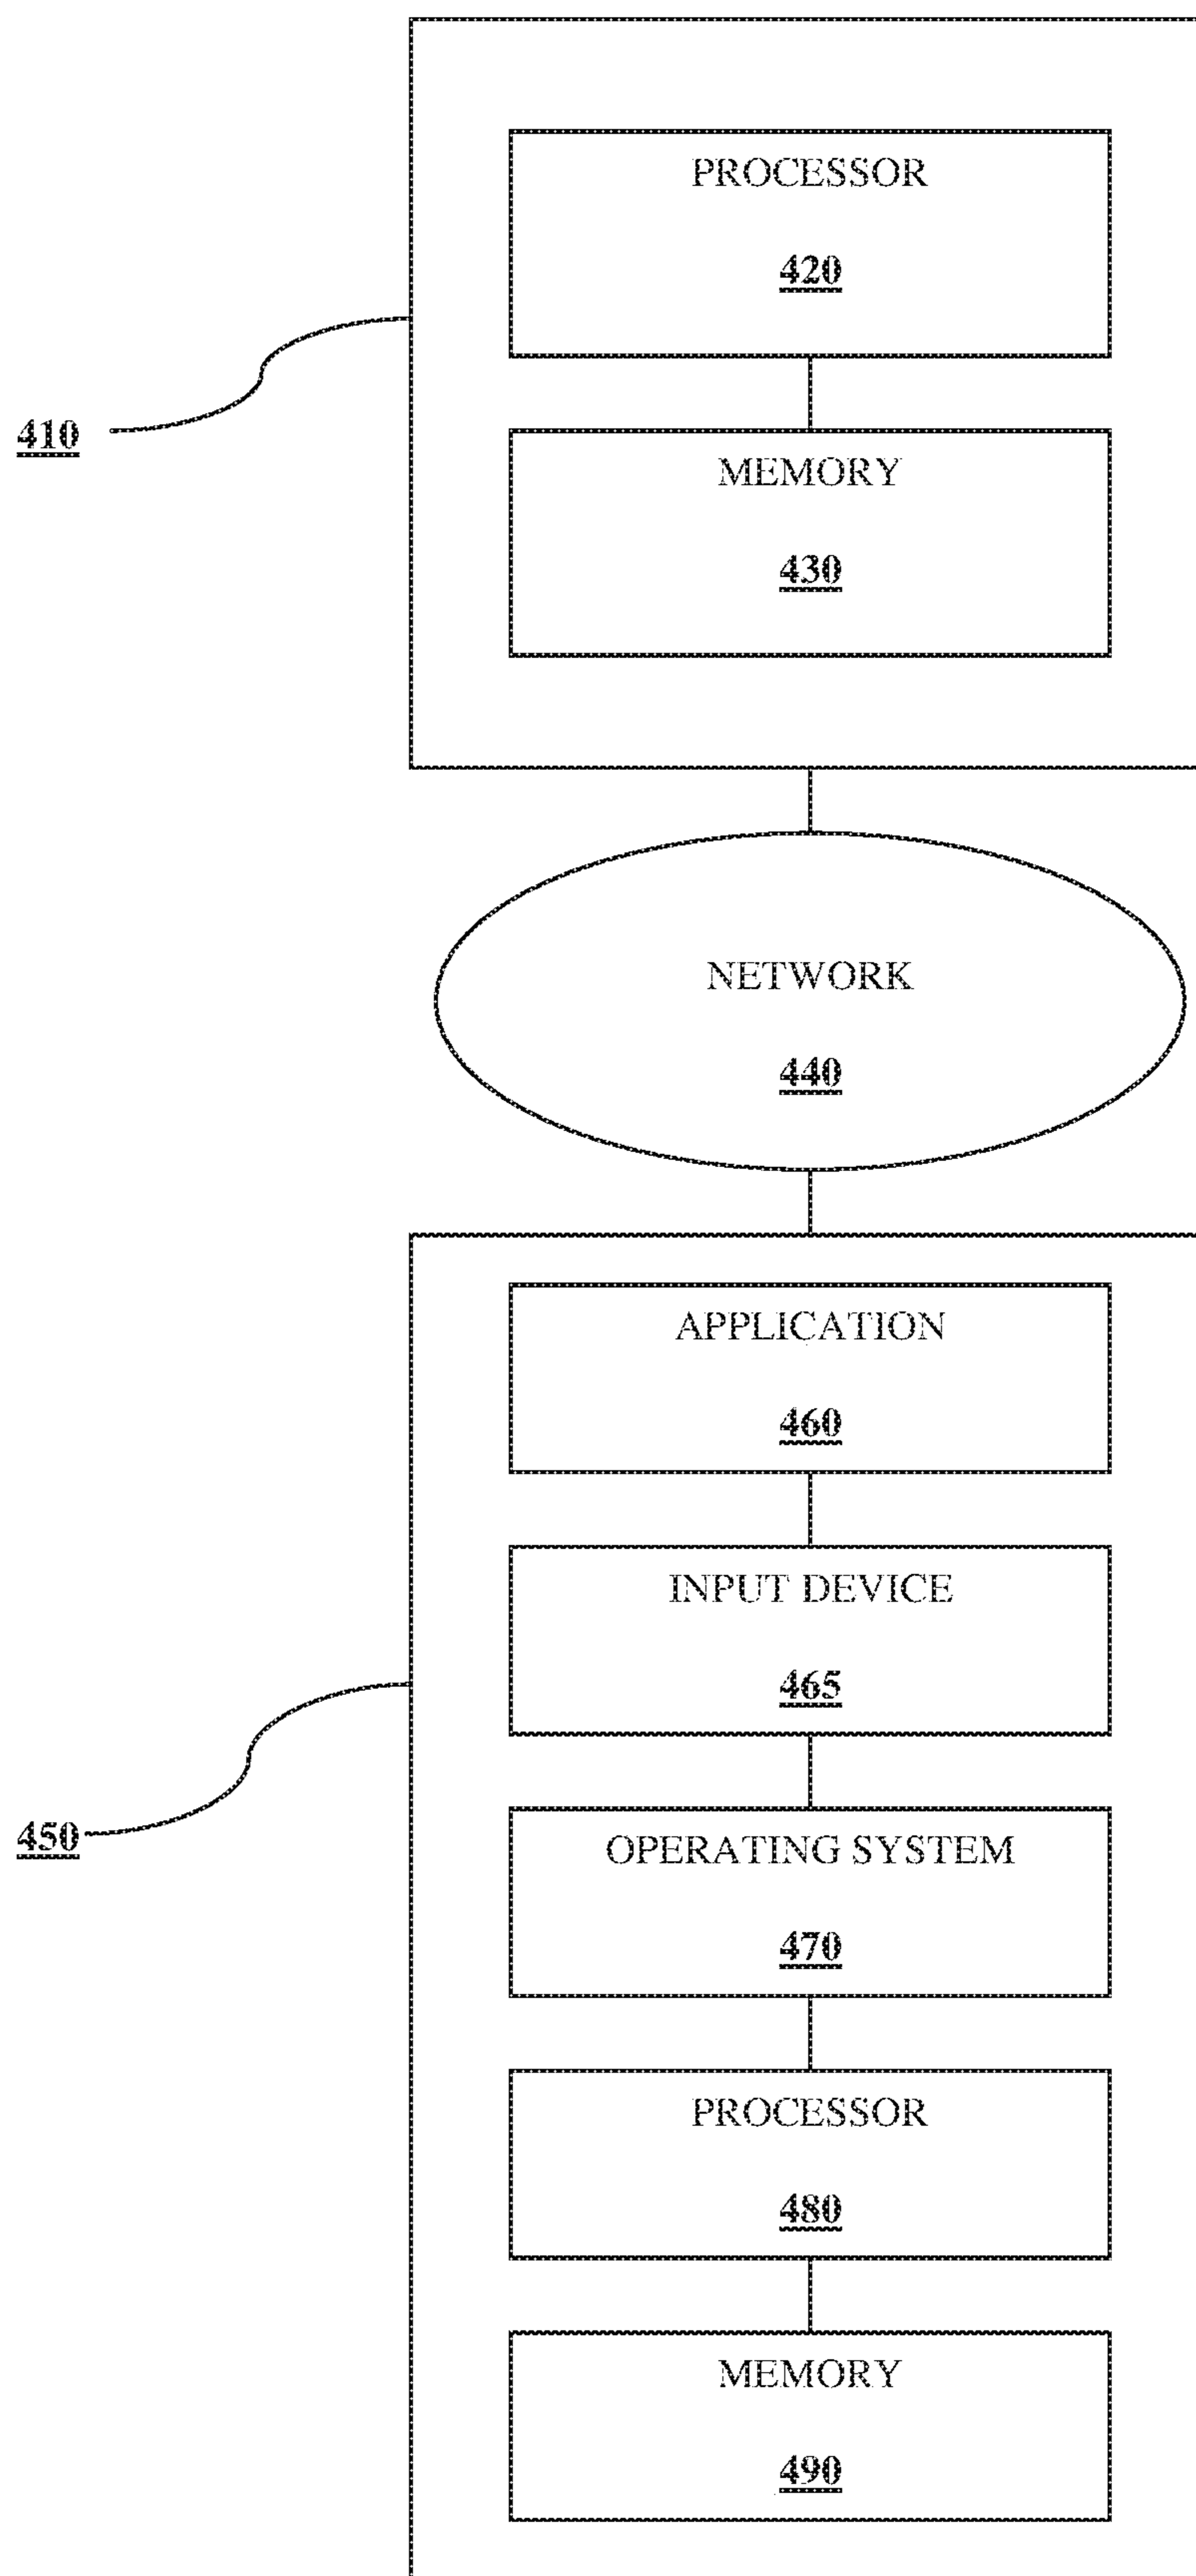 PROCESSOR
420
410
MEMORY
430
NETWORK
440
APPLICATION
460
INPUT DEVICE
465
450
OPERATING SYSTEM
470
PROCESSOR
480
MEMORY
490